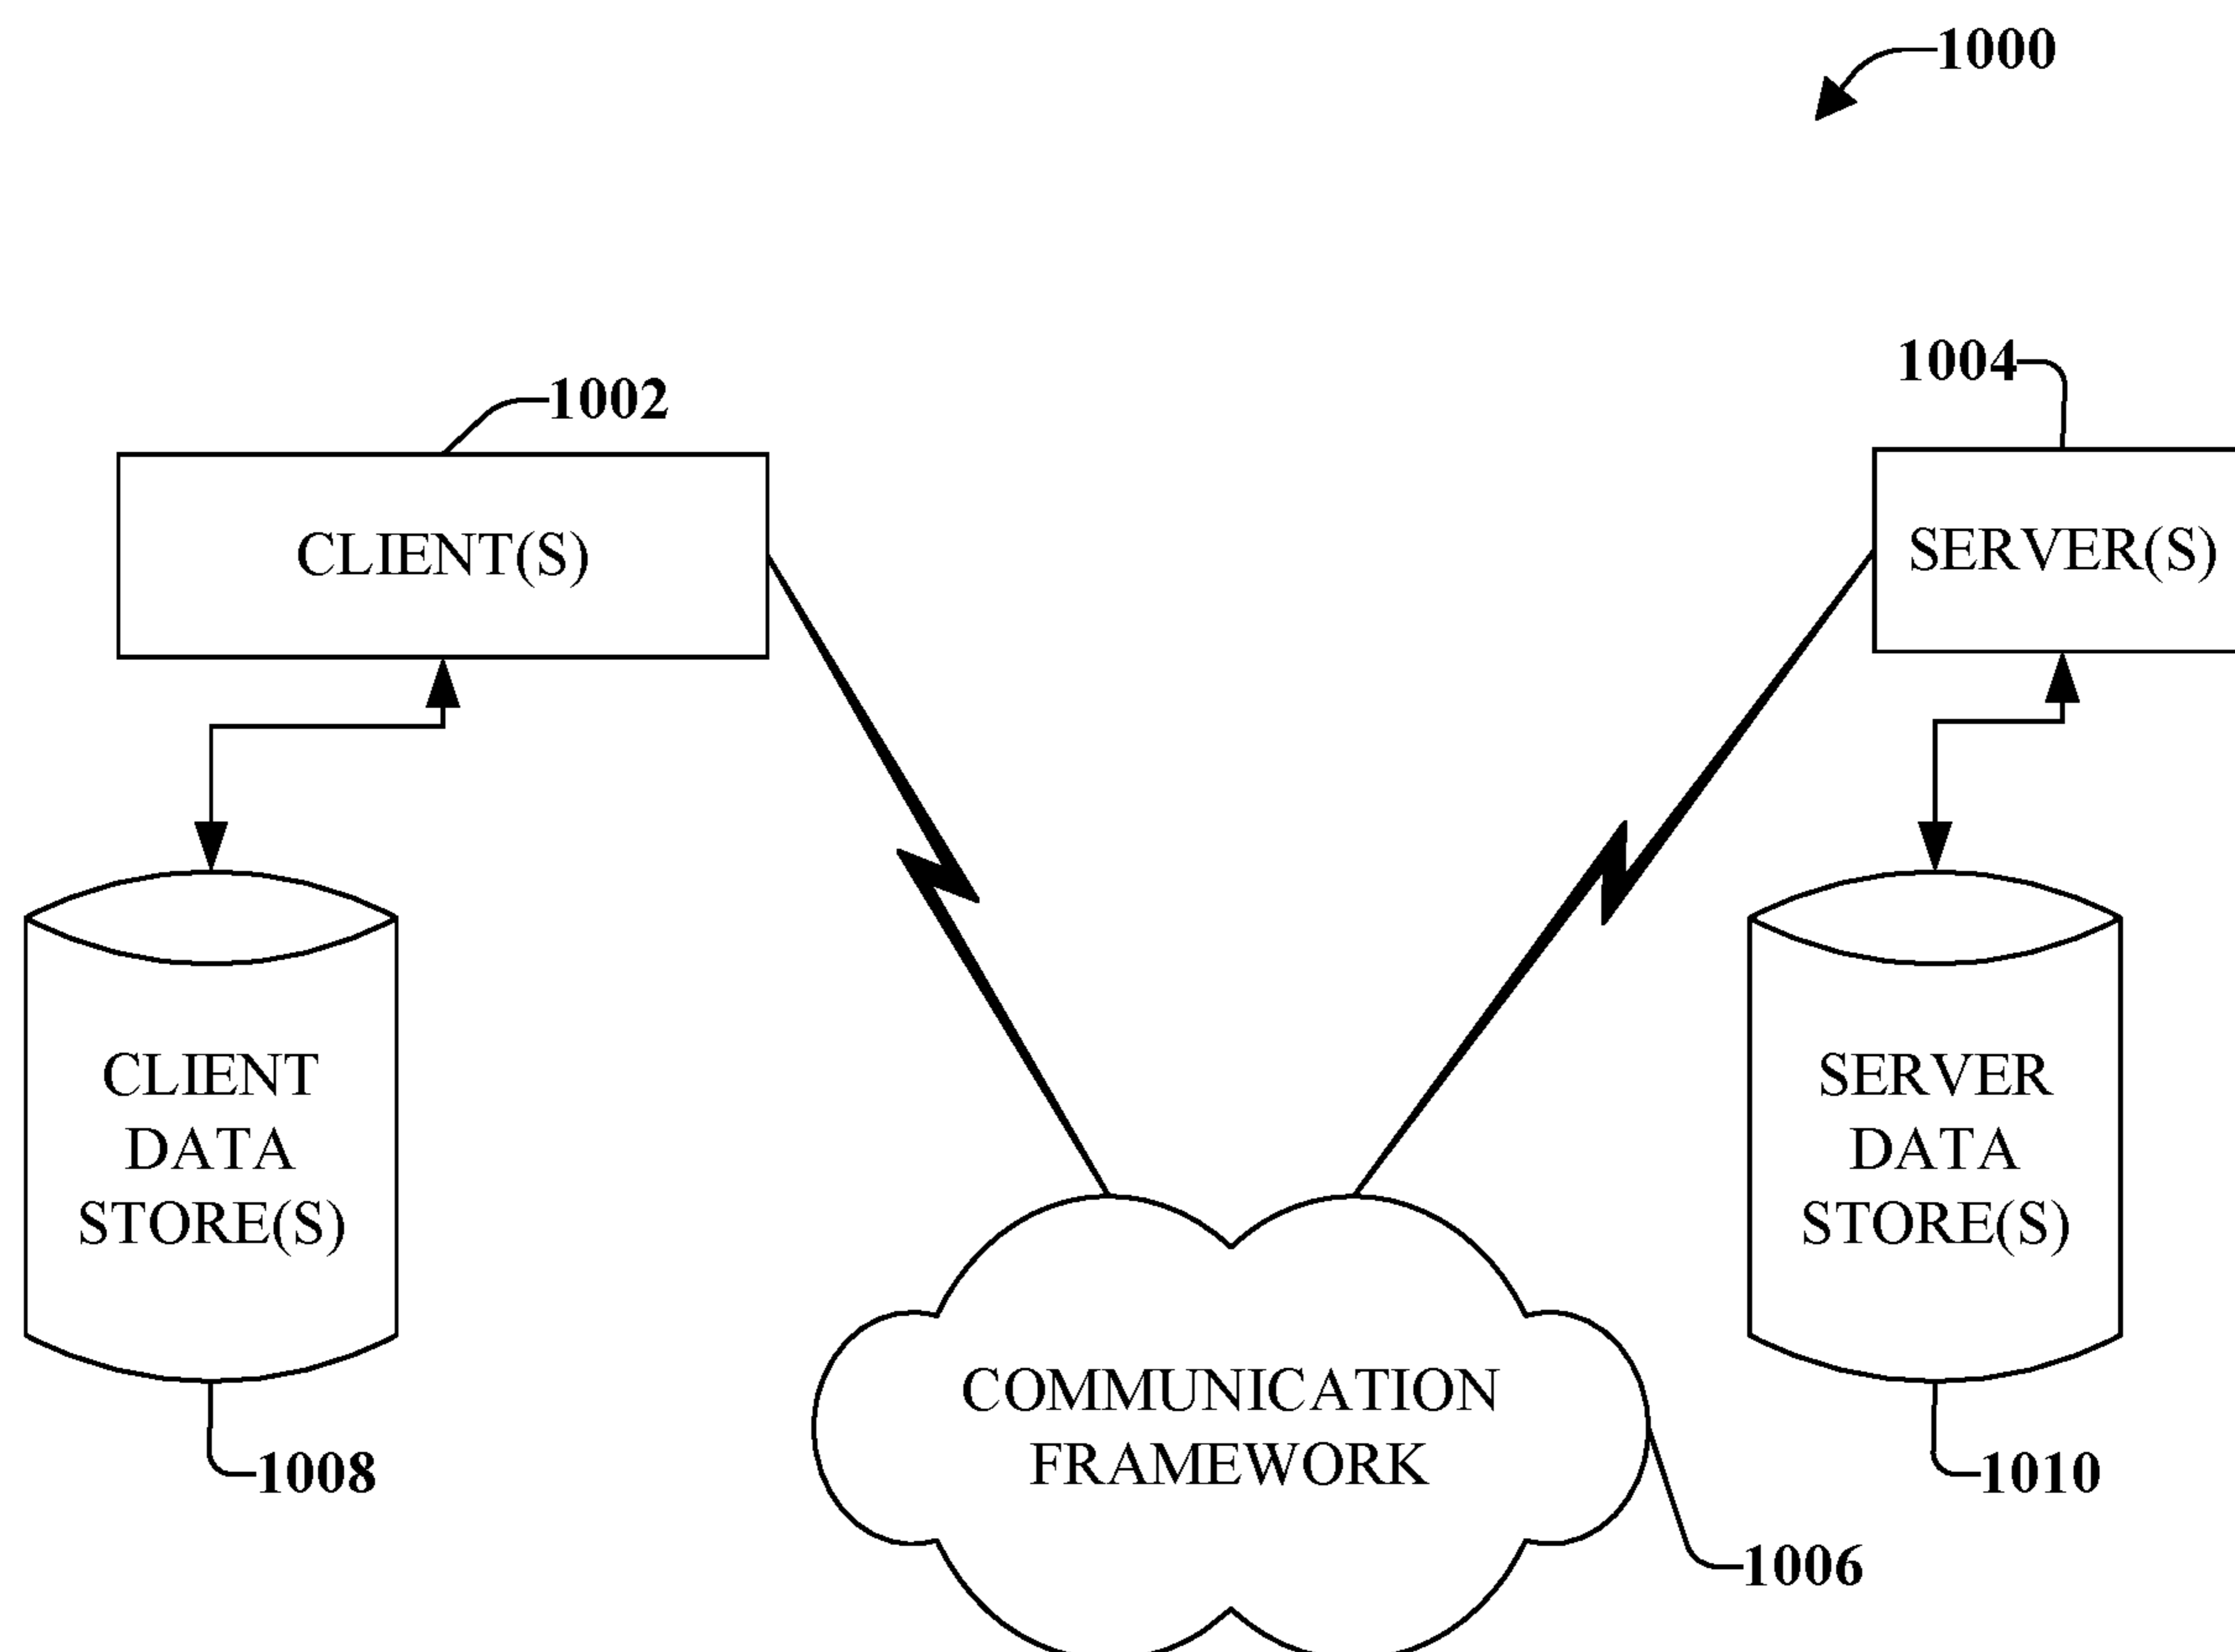 1000
1002
1004
CLIENT(S)
SERVER(S)
CLIENT
DATA
STORE(S)
SERVER
DATA
STORE(S)
COMMUNICATION
FRAMEWORK
1008
1010
1006